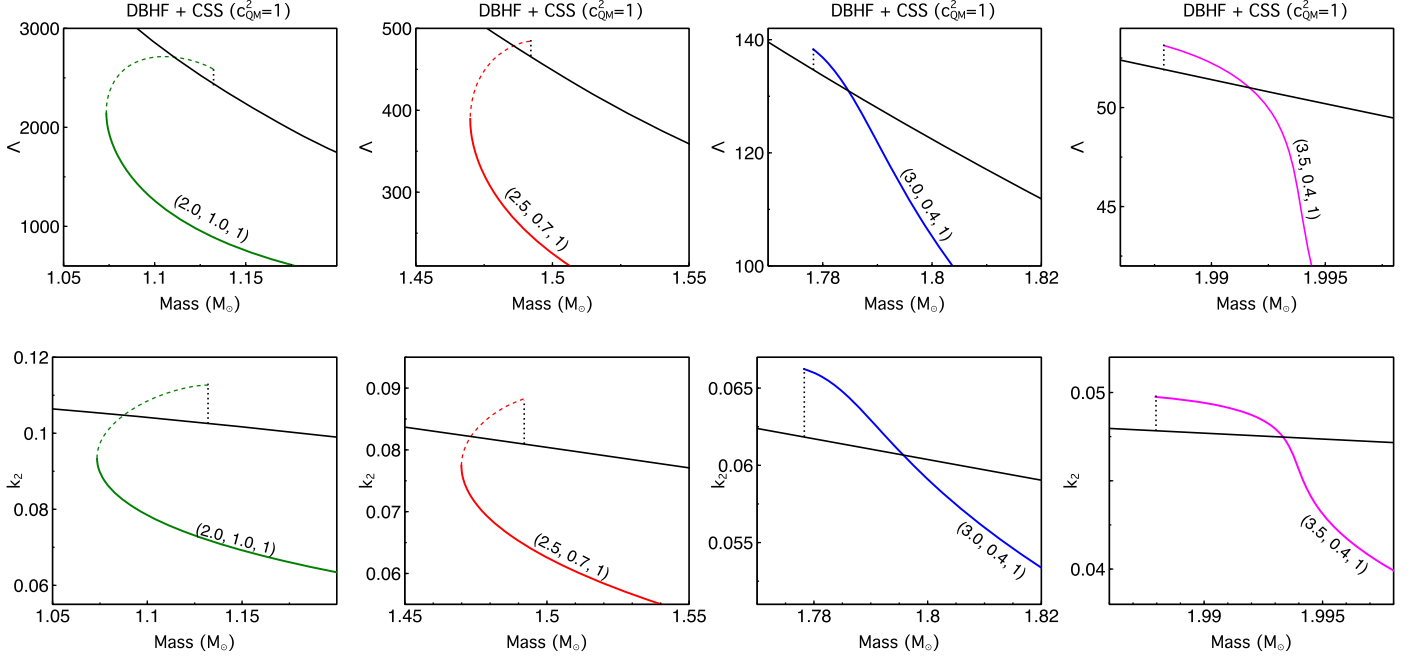 DBHF + CSS (c²QM=1)
3000
2000
1000
Λ
(2.0, 1.0, 1)
1.05
1.1
1.15
Mass (M☉)
DBHF + CSS (c²QM=1)
500
400
300
Λ
(2.5, 0.7, 1)
1.45
1.5
1.55
Mass (M☉)
DBHF + CSS (c²QM=1)
140
120
100
Λ
(3.0, 0.4, 1)
1.78
1.8
1.82
Mass (M☉)
DBHF + CSS (c²QM=1)
50
45
Λ
(3.5, 0.4, 1)
1.99
1.995
Mass (M☉)
0.12
0.1
0.08
0.06
k₂
(2.0, 1.0, 1)
1.05
1.1
1.15
Mass (M☉)
0.09
0.08
0.07
0.06
k₂
(2.5, 0.7, 1)
1.45
1.5
1.55
Mass (M☉)
0.065
0.06
0.055
k₂
(3.0, 0.4, 1)
1.78
1.8
1.82
Mass (M☉)
0.05
0.04
k₂
(3.5, 0.4, 1)
1.99
1.995
Mass (M☉)